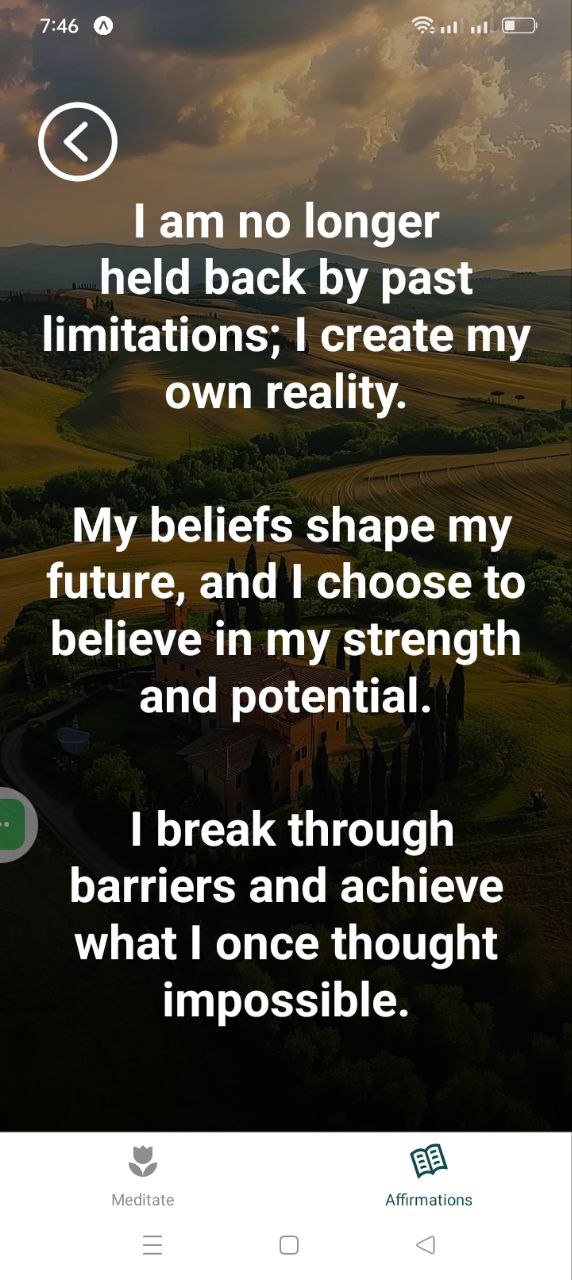 7:46
I am no longer
held back by past
limitations; I create my
own reality.
My beliefs shape my
future, and I choose to
believe in my strength
and potential.
I break through
barriers and achieve
what I once thought
impossible.
Meditate
Affirmations